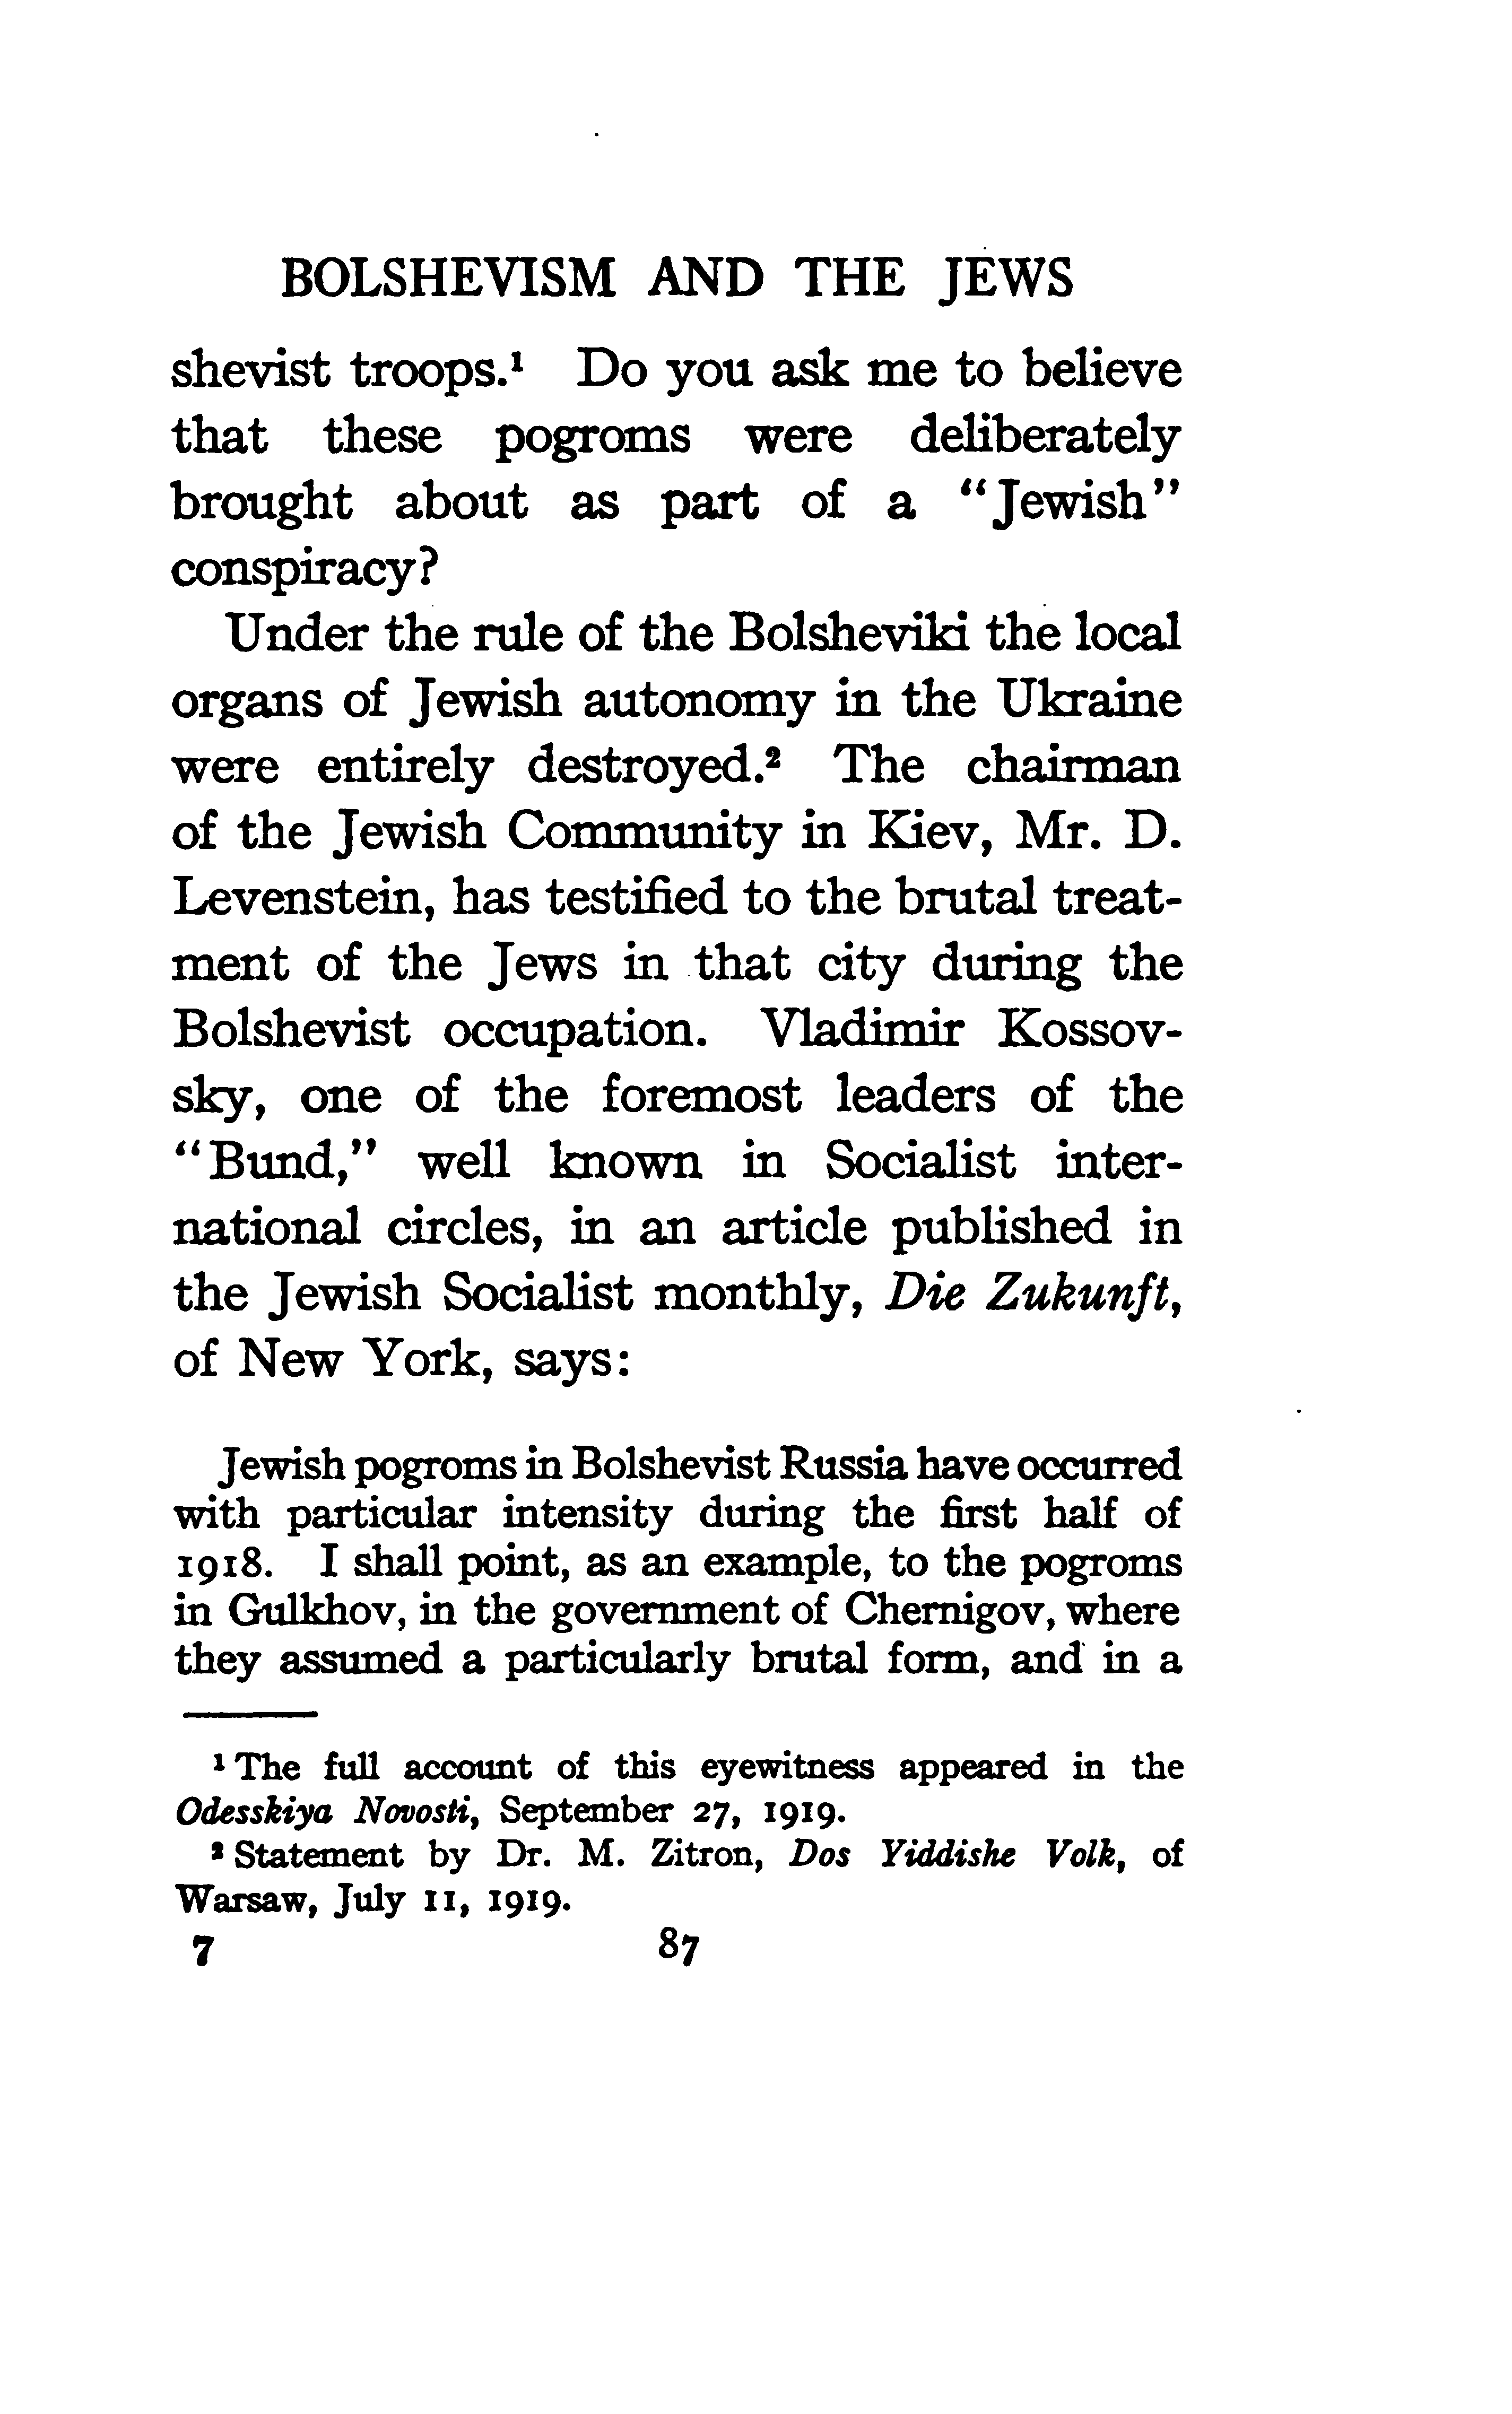 BOLSHEVISM AND THE JEWS
shevist troops.¹ Do you ask me to believe
that these pogroms were deliberately
brought about as part of a "Jewish"
conspiracy?
Under the rule of the Bolsheviki the local
organs of Jewish autonomy in the Ukraine
were entirely destroyed.² The chairman
of the Jewish Community in Kiev, Mr. D.
Levenstein, has testified to the brutal treat-
ment of the Jews in that city during the
Bolshevist occupation. Vladimir Kossov-
sky, one of the foremost leaders of the
"Bund," well known in Socialist inter-
national circles, in an article published in
the Jewish Socialist monthly, Die Zukunft,
of New York, says:
Jewish pogroms in Bolshevist Russia have occurred
with particular intensity during the first half of
1918. I shall point, as an example, to the pogroms
in Gulkhov, in the government of Chernigov, where
they assumed a particularly brutal form, and in a
¹ The full account of this eyewitness appeared in the
Odesskiya Novosti, September 27, 1919.
² Statement by Dr. M. Zitron, Dos Yiddishe Volk, of
Warsaw, July 11, 1919.
7 87